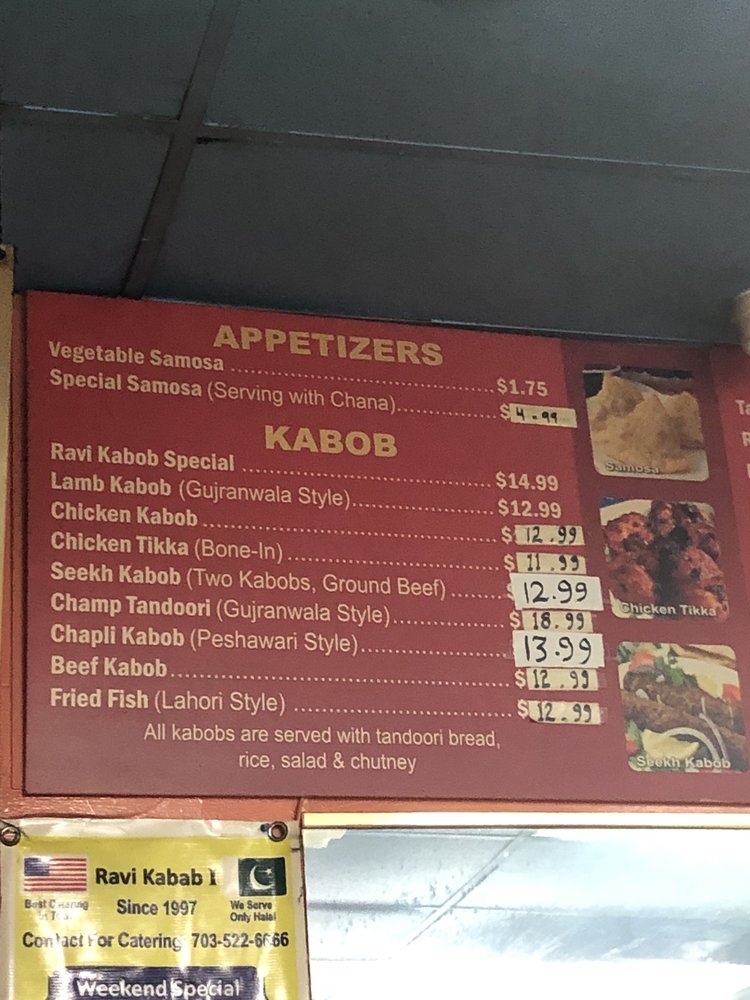 APPETIZERS
Vegetable Samosa ........................................ $1.75
Special Samosa (Serving with Chana)............... $4.99
KABOB
Ravi Kabob Special ...................................... $14.99
Lamb Kabob (Gujranwala Style)...................... $12.99
Chicken Kabob ............................................. $12.99
Chicken Tikka (Bone-In) ................................ $11.99
Seekh Kabob (Two Kabobs, Ground Beef) ........ $12.99
Champ Tandoori (Gujranwala Style)................. $18.99
Chapli Kabob (Peshawari Style)....................... 13.99
Beef Kabob.................................................. $12.99
Fried Fish (Lahori Style) ................................ $12.99
All kabobs are served with tandoori bread,
rice, salad & chutney
Samosa
Chicken Tikka
Seekh Kabob
Ravi Kabab I
Best Catering
We Serve
Since 1997
Only Halal
Contact For Catering 703-522-6666
Weekend Special